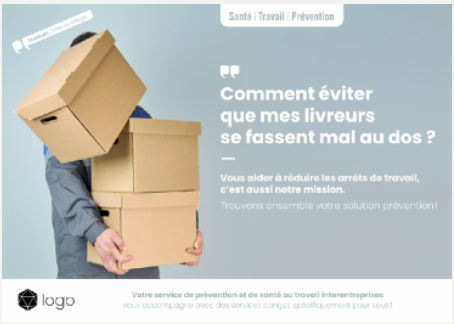 Santé | Travail | Prévention
Comment éviter
que mes livreurs
se fassent mal au dos ?
Vous aider à réduire les arrêts de travail,
c'est aussi notre mission.
Trouvons ensemble votre solution prévention !
logo
Votre service de prévention et de santé au travail interentreprises
vous accompagne avec des services conçus spécifiquement pour vous !